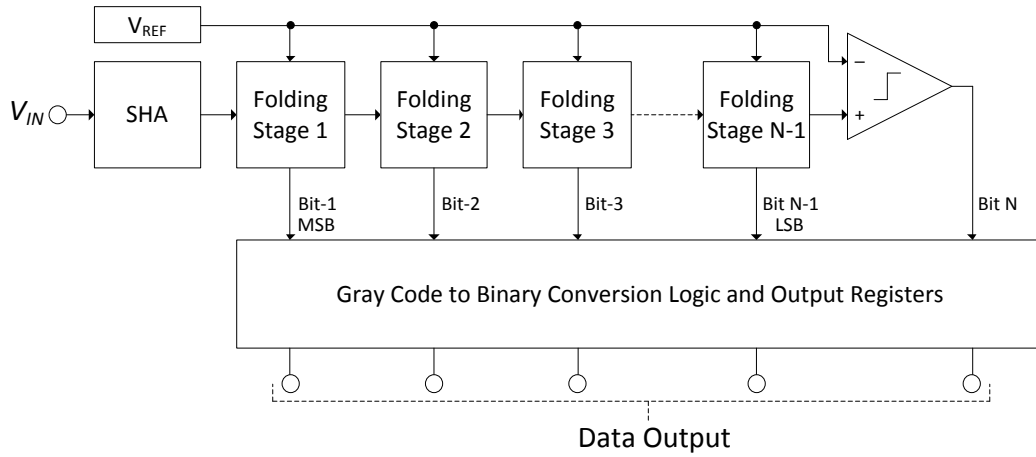 VREF
VIN
SHA
Folding
Stage 1
Folding
Stage 2
Folding
Stage 3
Folding
Stage N-1
−
+
Bit-1
MSB
Bit-2
Bit-3
Bit N-1
LSB
Bit N
Gray Code to Binary Conversion Logic and Output Registers
Data Output